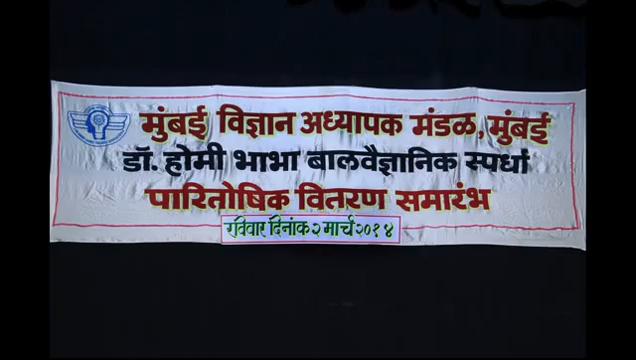 मुंबई विज्ञान अध्यापक मंडळ, मुंबई
डॉ. होमी भाभा बालवैज्ञानिक स्पर्धा
पारितोषिक वितरण समारंभ
रविवार दिनांक २ मार्च २०१४